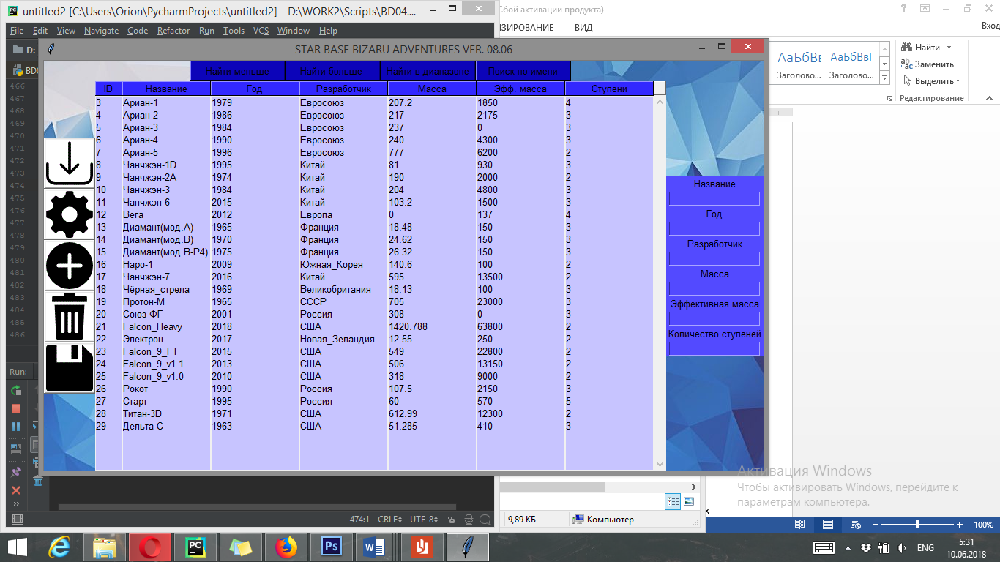 untitled2 [C:\Users\Orion\PycharmProjects\untitled2] - D:\WORK2\Scripts\BD04....
Сбой активации продукта)
File Edit View Navigate Code Refactor Run Tools VCS Window Help
ИЗИРОВАНИЕ ВИД Вход
D:
STAR BASE BIZARU ADVENTURES VER. 08.06
BD0
Найти меньше Найти больше Найти в диапазоне Поиск по имени
ID Название Год Разработчик Масса Эфф. масса Ступени
3 Ариан-1 1979 Евросоюз 207.2 1850 4
4 Ариан-2 1986 Евросоюз 217 2175 3
5 Ариан-3 1984 Евросоюз 237 0 3
6 Ариан-4 1990 Евросоюз 240 4300 3
7 Ариан-5 1996 Евросоюз 777 6200 2
8 Чанчжэн-1D 1995 Китай 81 930 3
9 Чанчжэн-2A 1974 Китай 190 2000 2
10 Чанчжэн-3 1984 Китай 204 4800 3
11 Чанчжэн-6 2015 Китай 103.2 1500 3
12 Вега 2012 Европа 0 137 4
13 Диамант(мод.А) 1965 Франция 18.48 150 3
14 Диамант(мод.В) 1970 Франция 24.62 150 3
15 Диамант(мод.В-Р4) 1975 Франция 26.32 150 3
16 Наро-1 2009 Южная_Корея 140.6 100 2
17 Чанчжэн-7 2016 Китай 595 13500 2
18 Чёрная_стрела 1969 Великобритания 18.13 100 3
19 Протон-М 1965 СССР 705 23000 3
20 Союз-ФГ 2001 Россия 308 0 3
21 Falcon_Heavy 2018 США 1420.788 63800 2
22 Электрон 2017 Новая_Зеландия 12.55 250 2
23 Falcon_9_FT 2015 США 549 22800 2
24 Falcon_9_v1.1 2013 США 506 13150 2
25 Falcon_9_v1.0 2010 США 318 9000 2
26 Рокот 1990 Россия 107.5 2150 3
27 Старт 1995 Россия 60 570 5
28 Титан-3D 1971 США 612.99 12300 2
29 Дельта-С 1963 США 51.285 410 3
Название
Год
Разработчик
Масса
Эффективная масса
Количество ступеней
АаБбВı АаБбВвГ
Заголово... Заголово...
Найти
Заменить
Выделить
Редактирование
466
467
468
469
470
471
472
473
474
475
476
477
478
479
480
481
482
483
484
485
486
Run:
Активация Windows
Чтобы активировать Windows, перейдите к
параметрам компьютера.
х
474:1 CRLF UTF-8
9,89 КБ Компьютер
100%
ENG
5:31
10.06.2018